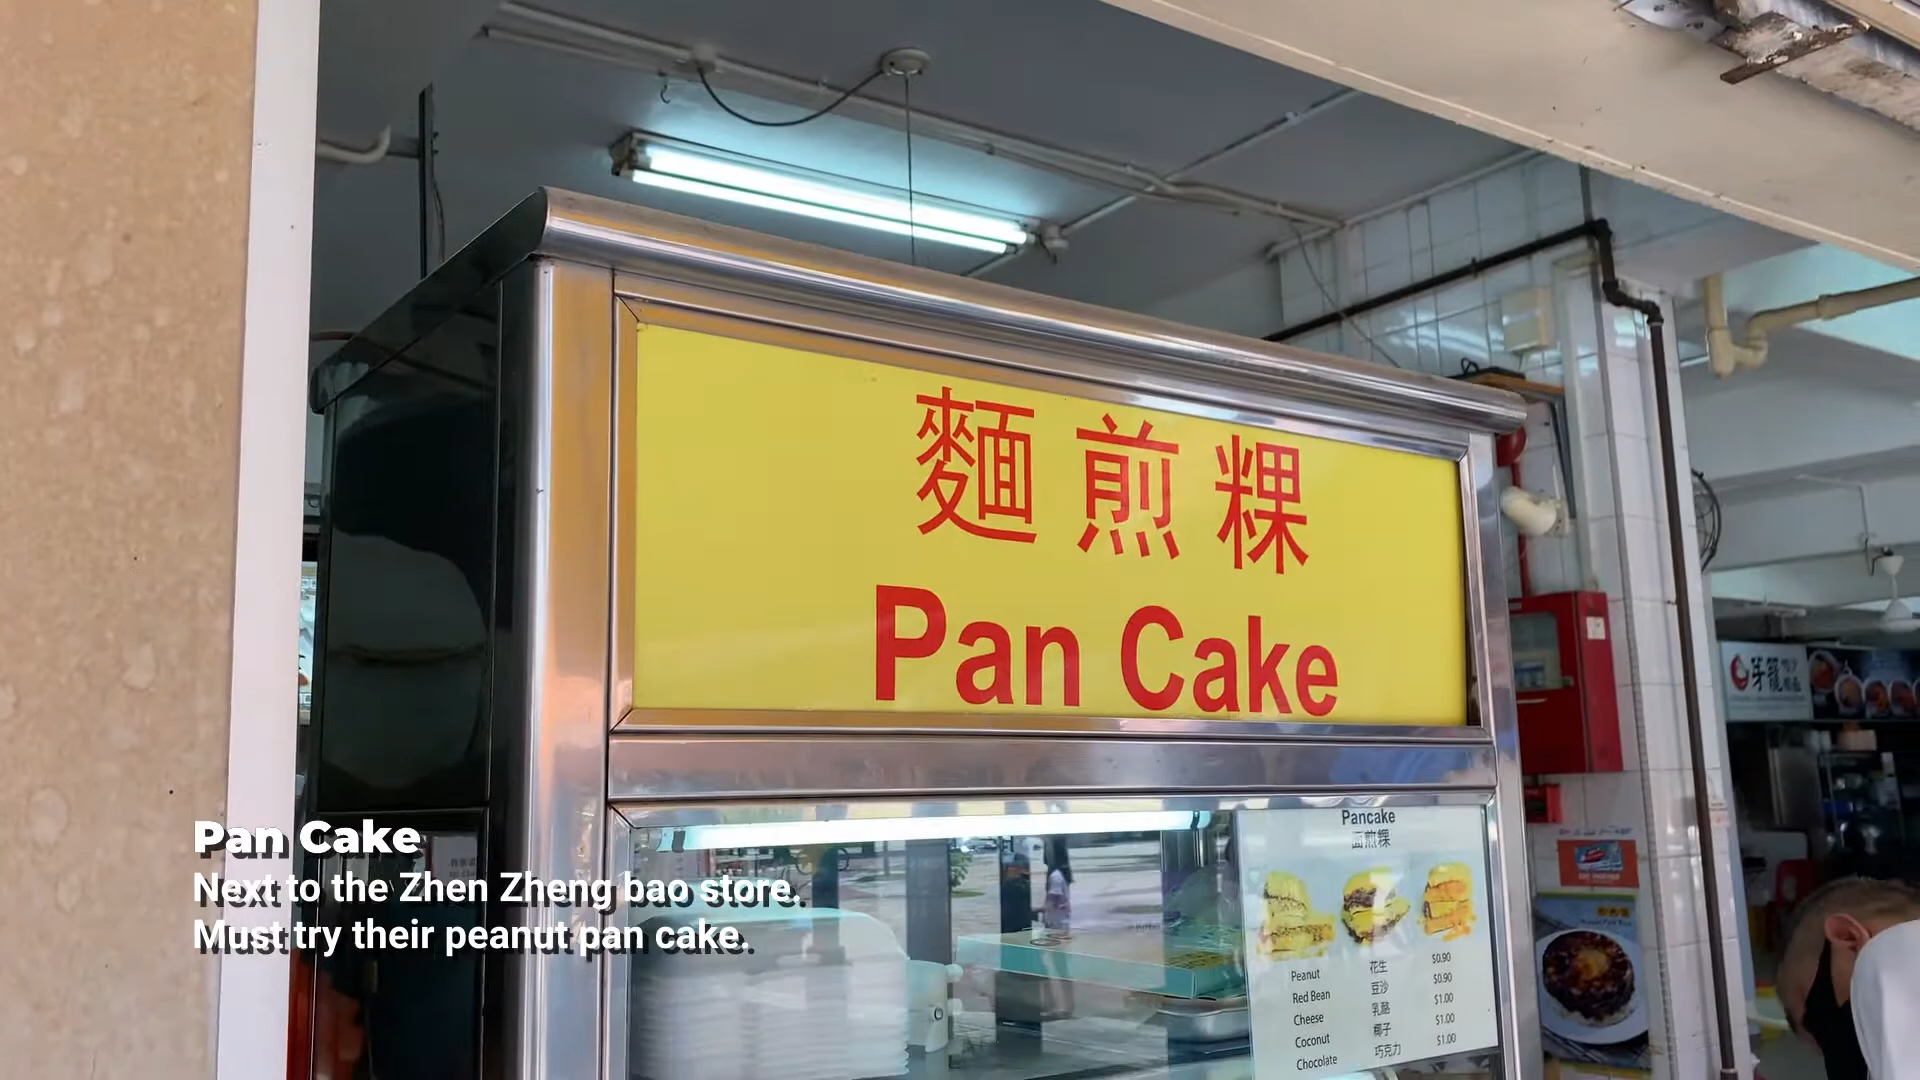 麵煎粿
Pan Cake
Pancake
面煎粿
Peanut 花生 $0.90
Red Bean 豆沙 $0.90
Cheese 乳酪 $1.00
Coconut 椰子 $1.00
Chocolate 巧克力 $1.00
Pan Cake
Next to the Zhen Zheng bao store.
Must try their peanut pan cake.